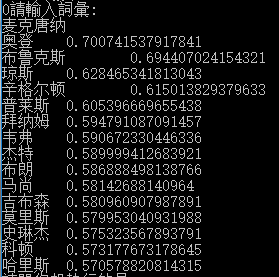 0請輸入詞彙:
麦克唐纳
奥登 0.700741537917841
布鲁克斯 0.694407024154321
琼斯 0.628465341813043
辛格尔顿 0.615013829379633
普莱斯 0.605396669655438
拜纳姆 0.594791087091457
韦弗 0.590672330446336
杰特 0.589999412683921
布朗 0.586888498138766
马尚 0.58142688140964
吉布森 0.580960907987891
莫里斯 0.579953040931988
史琳杰 0.575323567893791
科顿 0.573177673178645
哈里斯 0.570578820814315